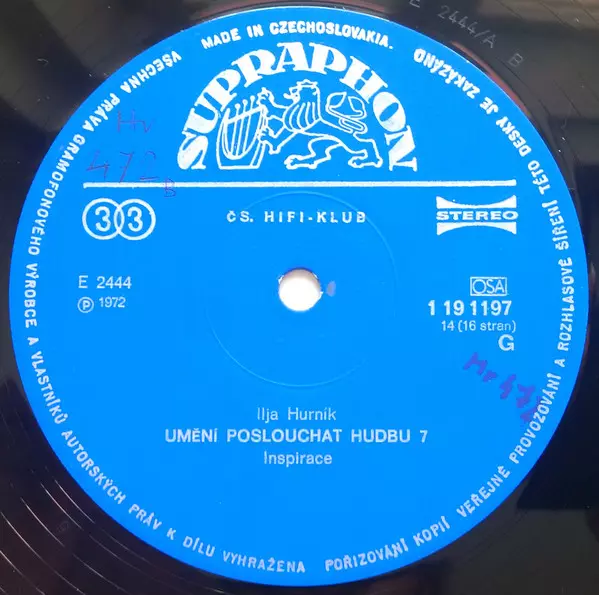 E 2444/A B
MADE IN CZECHOSLOVAKIA.
VŠECHNA PRÁVA GRAMOFONOVÉHO VÝROBCE A VLASTNÍKŮ AUTORSKÝCH PRÁV K DÍLU VYHRAŽENA POŘIZOVÁNÍ KOPIÍ VEŘEJNÉ PROVOZOVÁNÍ A ROZHLASOVÉ ŠÍŘENÍ TÉTO DESKY JE ZAKÁZÁNO
SUPRAPHON
Hv
472 B
33
ČS. HIFI-KLUB
STEREO
E 2444
Ⓟ 1972
OSA
1 19 1197
14 (16 stran)
G
Ilja Hurník
UMĚNÍ POSLOUCHAT HUDBU 7
Inspirace